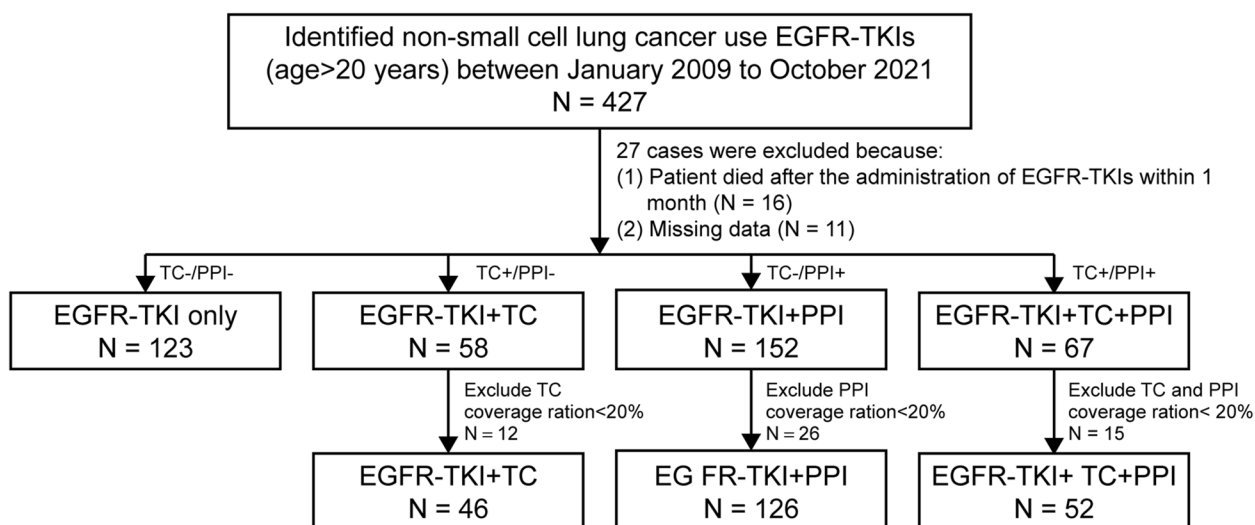 Identified non-small cell lung cancer use EGFR-TKIs
(age>20 years) between January 2009 to October 2021
N = 427
27 cases were excluded because:
(1) Patient died after the administration of EGFR-TKIs within 1
month (N = 16)
(2) Missing data (N = 11)
TC-/PPI-
TC+/PPI-
TC-/PPI+
TC+/PPI+
EGFR-TKI only
N = 123
EGFR-TKI+TC
N = 58
EGFR-TKI+PPI
N = 152
EGFR-TKI+TC+PPI
N = 67
Exclude TC
coverage ration<20%
N = 12
Exclude PPI
coverage ration<20%
N = 26
Exclude TC and PPI
coverage ration< 20%
N = 15
EGFR-TKI+TC
N = 46
EG FR-TKI+PPI
N = 126
EGFR-TKI+ TC+PPI
N = 52